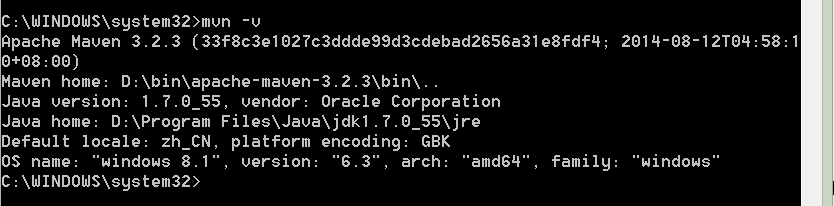 C:\WINDOWS\system32>mvn -v
Apache Maven 3.2.3 (33f8c3e1027c3ddde99d3cdebad2656a31e8fdf4; 2014-08-12T04:58:1
0+08:00)
Maven home: D:\bin\apache-maven-3.2.3\bin\..
Java version: 1.7.0_55, vendor: Oracle Corporation
Java home: D:\Program Files\Java\jdk1.7.0_55\jre
Default locale: zh_CN, platform encoding: GBK
OS name: "windows 8.1", version: "6.3", arch: "amd64", family: "windows"
C:\WINDOWS\system32>